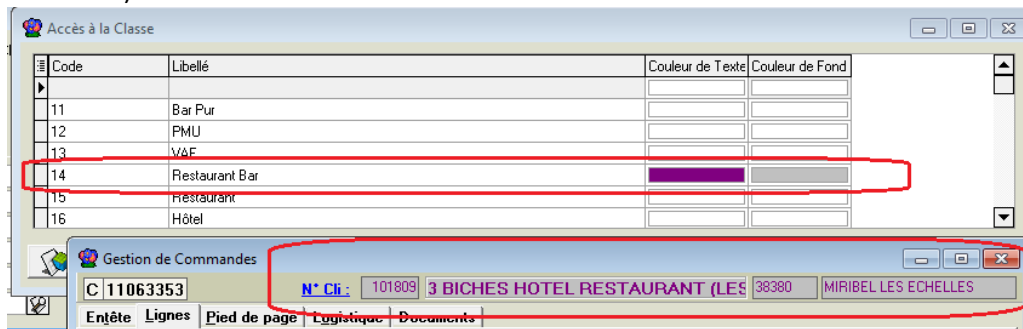 Accès à la Classe
Code Libellé Couleur de Texte Couleur de Fond
11 Bar Pur
12 PMU
13 VAE
14 Restaurant Bar
15 Restaurant
16 Hôtel
Gestion de Commandes
C 11063353 N° Cli : 101809 3 BICHES HOTEL RESTAURANT (LES 38380 MIRIBEL LES ECHELLES
Entête Lignes Pied de page Logistique Documents